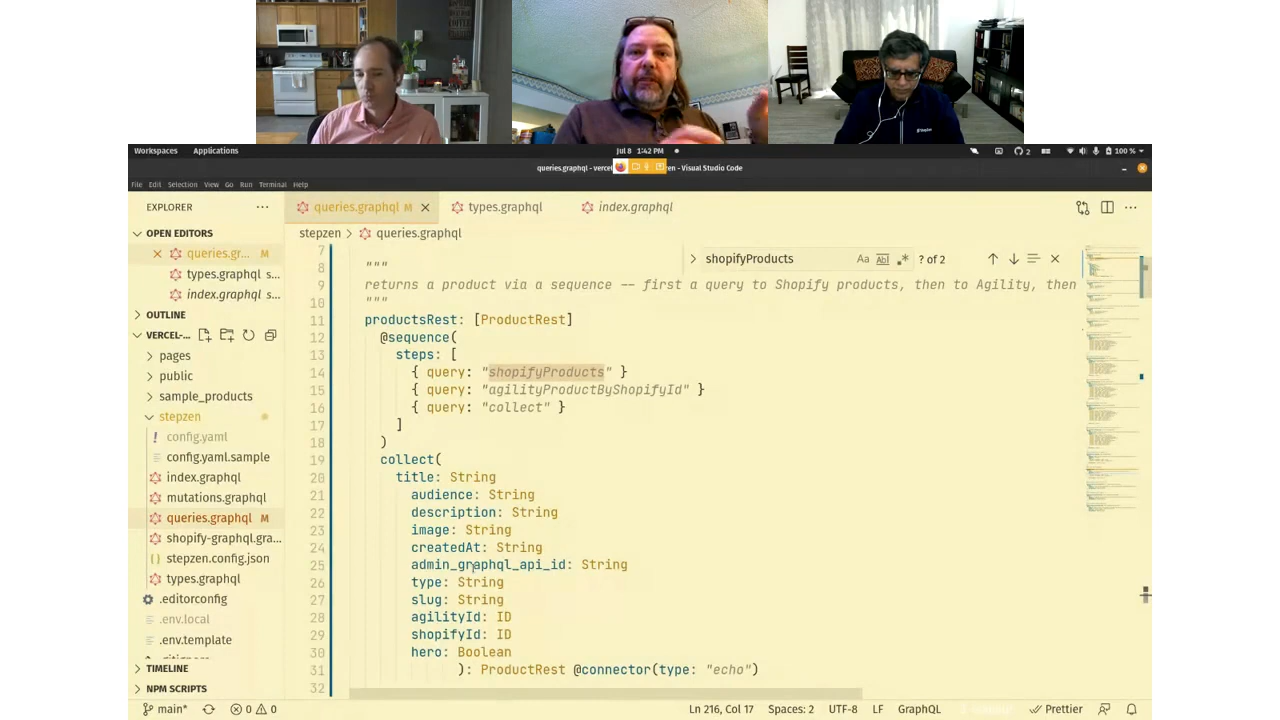 Workspaces Applications Jul 8 1:42 PM 2 100 %
queries.graphql - vercel zen - Visual Studio Code
File Edit Selection View Go Run Terminal Help
EXPLORER ···
queries.graphql M
types.graphql
index.graphql
OPEN EDITORS
queries.gr... M
types.graphql s...
index.graphql s...
OUTLINE
VERCEL-...
pages
public
sample_products
stepzen
config.yaml
config.yaml.sample
index.graphql
mutations.graphql
queries.graphql M
shopify-graphql.gra...
stepzen.config.json
types.graphql
.editorconfig
.env.local
.env.template
TIMELINE
NPM SCRIPTS
stepzen > queries.graphql
shopifyProducts Aa Abl .* ? of 2
7
8 """
9 returns a product via a sequence -- first a query to Shopify products, then to Agility, then
10 """
11 productsRest: [ProductRest]
12 @sequence(
13 steps: [
14 { query: "shopifyProducts" }
15 { query: "agilityProductByShopifyId" }
16 { query: "collect" }
17 ]
18 )
19 collect(
20 title: String
21 audience: String
22 description: String
23 image: String
24 createdAt: String
25 admin_graphql_api_id: String
26 type: String
27 slug: String
28 agilityId: ID
29 shopifyId: ID
30 hero: Boolean
31 ): ProductRest @connector(type: "echo")
32
main* 0 0 Ln 216, Col 17 Spaces: 2 UTF-8 LF GraphQL Prettier